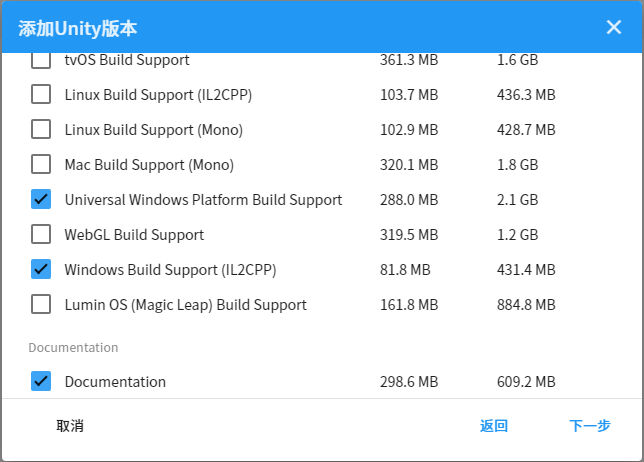 添加Unity版本
tvOS Build Support 361.3 MB 1.6 GB
Linux Build Support (IL2CPP) 103.7 MB 436.3 MB
Linux Build Support (Mono) 102.9 MB 428.7 MB
Mac Build Support (Mono) 320.1 MB 1.8 GB
Universal Windows Platform Build Support 288.0 MB 2.1 GB
WebGL Build Support 319.5 MB 1.2 GB
Windows Build Support (IL2CPP) 81.8 MB 431.4 MB
Lumin OS (Magic Leap) Build Support 161.8 MB 884.8 MB
Documentation
Documentation 298.6 MB 609.2 MB
取消 返回 下一步